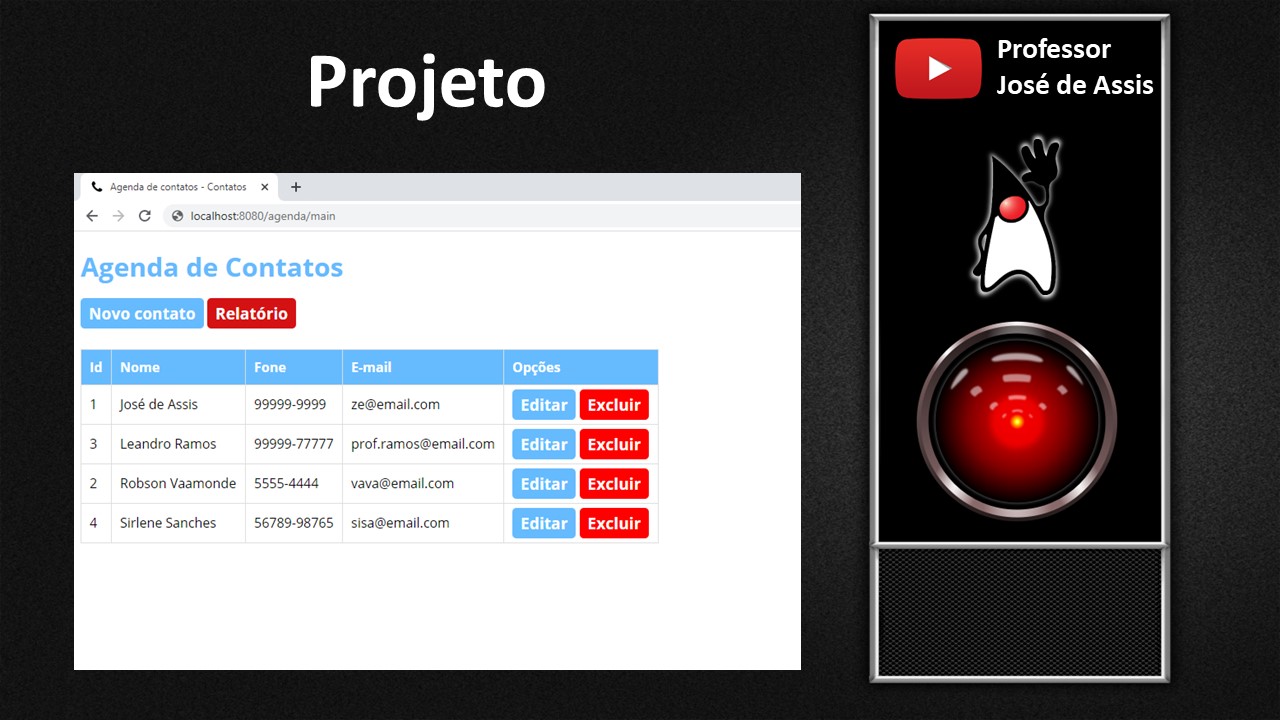 Projeto
Professor
José de Assis
Agenda de contatos - Contatos
localhost:8080/agenda/main
Agenda de Contatos
Novo contato Relatório
Id Nome Fone E-mail Opções
1 José de Assis 99999-9999 ze@email.com Editar Excluir
3 Leandro Ramos 99999-77777 prof.ramos@email.com Editar Excluir
2 Robson Vaamonde 5555-4444 vava@email.com Editar Excluir
4 Sirlene Sanches 56789-98765 sisa@email.com Editar Excluir